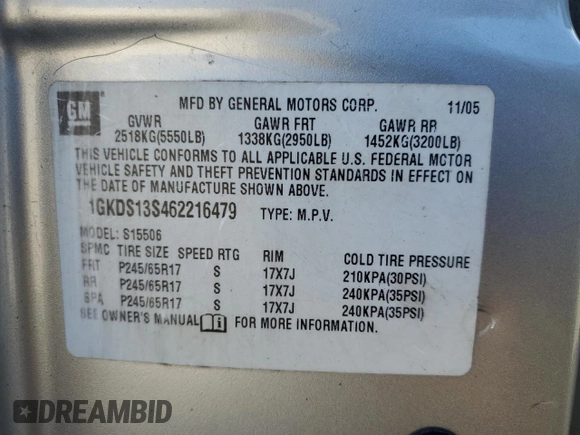 GM
MFD BY GENERAL MOTORS CORP. 11/05
GVWR GAWR FRT GAWR RR
2518KG(5550LB) 1338KG(2950LB) 1452KG(3200LB)
THIS VEHICLE CONFORMS TO ALL APPLICABLE U.S. FEDERAL MOTOR
VEHICLE SAFETY AND THEFT PREVENTION STANDARDS IN EFFECT ON
THE DATE OF MANUFACTURE SHOWN ABOVE.
1GKDS13S462216479 TYPE: M.P.V.
MODEL: S15506
SPMC TIRE SIZE SPEED RTG RIM COLD TIRE PRESSURE
FRT P245/65R17 S 17X7J 210KPA(30PSI)
RR P245/65R17 S 17X7J 240KPA(35PSI)
SPA P245/65R17 S 17X7J 240KPA(35PSI)
SEE OWNER'S MANUAL FOR MORE INFORMATION.
DREAMBID